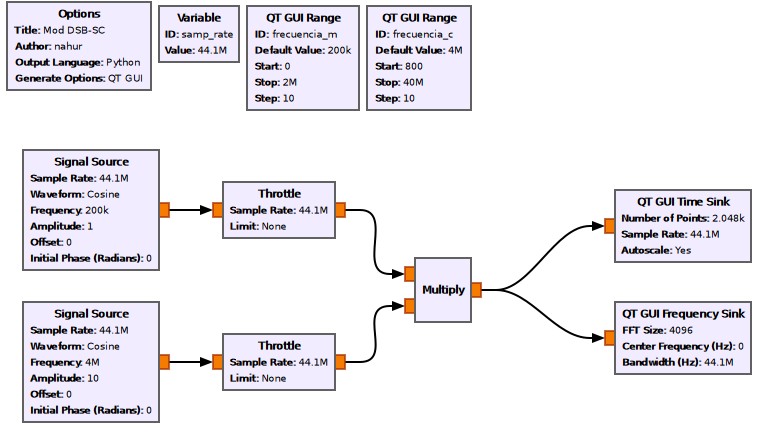 Options
Title: Mod DSB-SC
Author: nahur
Output Language: Python
Generate Options: QT GUI
Variable
ID: samp_rate
Value: 44.1M
QT GUI Range
ID: frecuencia_m
Default Value: 200k
Start: 0
Stop: 2M
Step: 10
QT GUI Range
ID: frecuencia_c
Default Value: 4M
Start: 800
Stop: 40M
Step: 10
Signal Source
Sample Rate: 44.1M
Waveform: Cosine
Frequency: 200k
Amplitude: 1
Offset: 0
Initial Phase (Radians): 0
Throttle
Sample Rate: 44.1M
Limit: None
Signal Source
Sample Rate: 44.1M
Waveform: Cosine
Frequency: 4M
Amplitude: 10
Offset: 0
Initial Phase (Radians): 0
Throttle
Sample Rate: 44.1M
Limit: None
Multiply
QT GUI Time Sink
Number of Points: 2.048k
Sample Rate: 44.1M
Autoscale: Yes
QT GUI Frequency Sink
FFT Size: 4096
Center Frequency (Hz): 0
Bandwidth (Hz): 44.1M